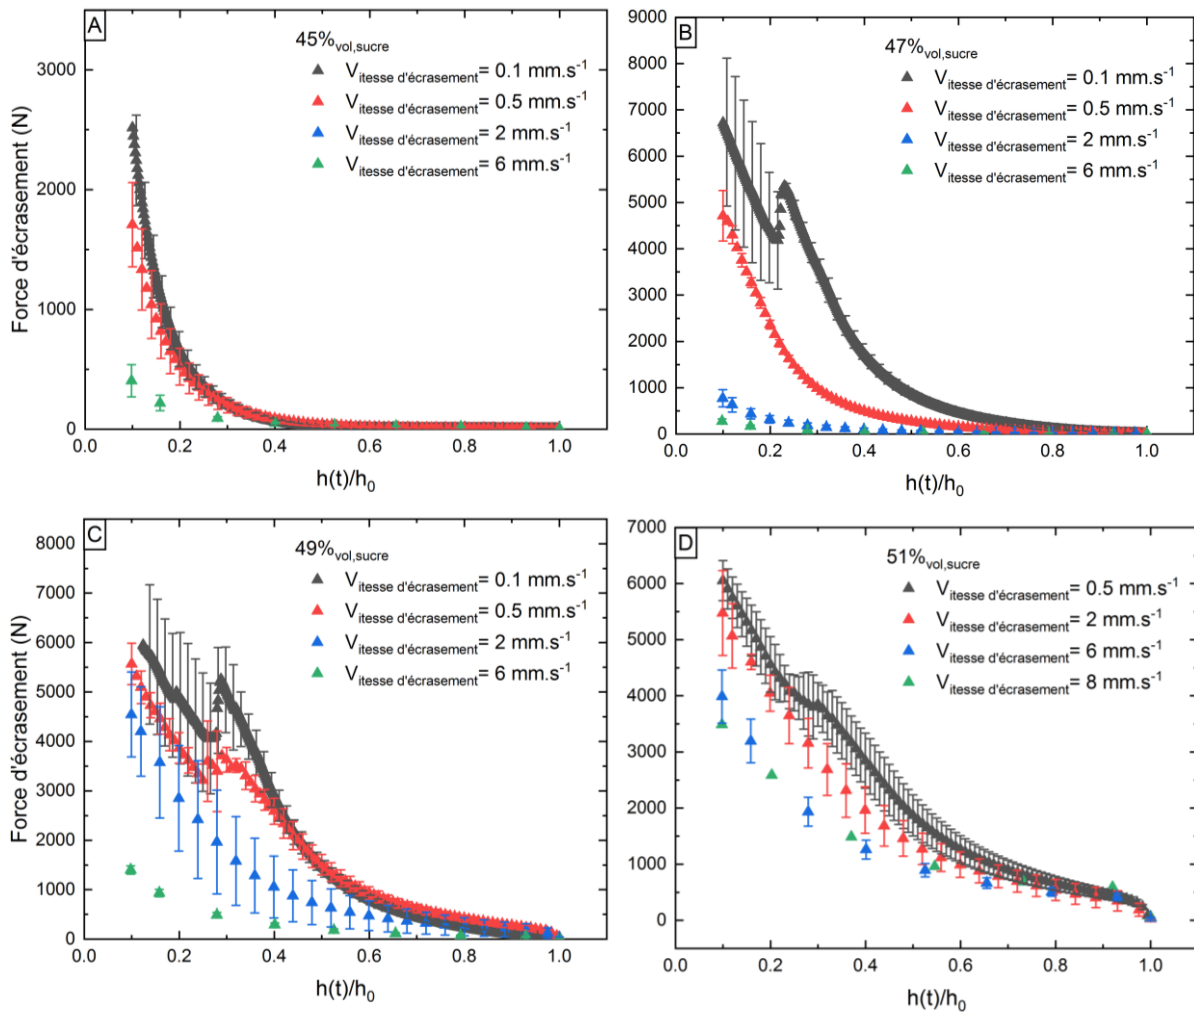 A
45%vol,sucre
Vitesse d'écrasement= 0.1 mm.s-1
Vitesse d'écrasement= 0.5 mm.s-1
Vitesse d'écrasement= 2 mm.s-1
Vitesse d'écrasement= 6 mm.s-1
3000
2000
1000
0
Force d'écrasement (N)
0.0 0.2 0.4 0.6 0.8 1.0
h(t)/h0
B
47%vol,sucre
Vitesse d'écrasement= 0.1 mm.s-1
Vitesse d'écrasement= 0.5 mm.s-1
Vitesse d'écrasement= 2 mm.s-1
Vitesse d'écrasement= 6 mm.s-1
9000
8000
7000
6000
5000
4000
3000
2000
1000
0
0.0 0.2 0.4 0.6 0.8 1.0
h(t)/h0
C
49%vol,sucre
Vitesse d'écrasement= 0.1 mm.s-1
Vitesse d'écrasement= 0.5 mm.s-1
Vitesse d'écrasement= 2 mm.s-1
Vitesse d'écrasement= 6 mm.s-1
8000
7000
6000
5000
4000
3000
2000
1000
0
Force d'écrasement (N)
0.0 0.2 0.4 0.6 0.8 1.0
h(t)/h0
D
51%vol,sucre
Vitesse d'écrasement= 0.5 mm.s-1
Vitesse d'écrasement= 2 mm.s-1
Vitesse d'écrasement= 6 mm.s-1
Vitesse d'écrasement= 8 mm.s-1
7000
6000
5000
4000
3000
2000
1000
0
0.0 0.2 0.4 0.6 0.8 1.0
h(t)/h0